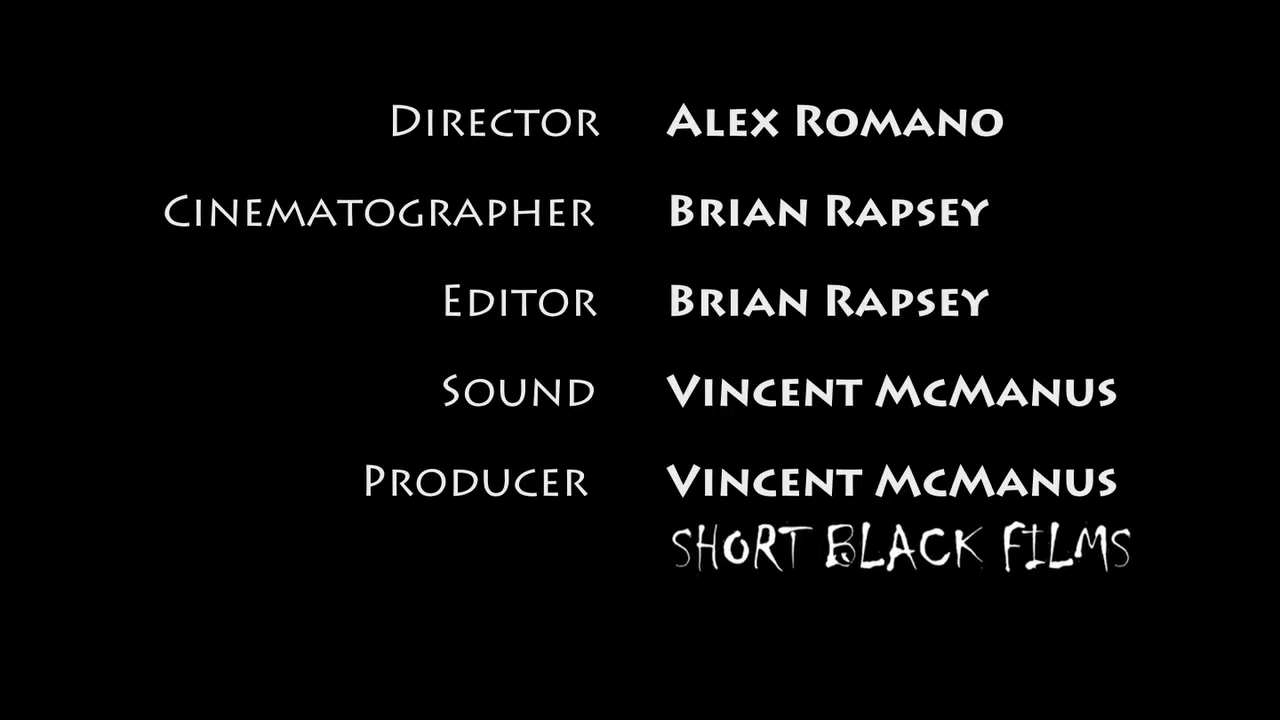 Director Alex Romano
Cinematographer Brian Rapsey
Editor Brian Rapsey
Sound Vincent McManus
Producer Vincent McManus
SHORT BLACK FILMS